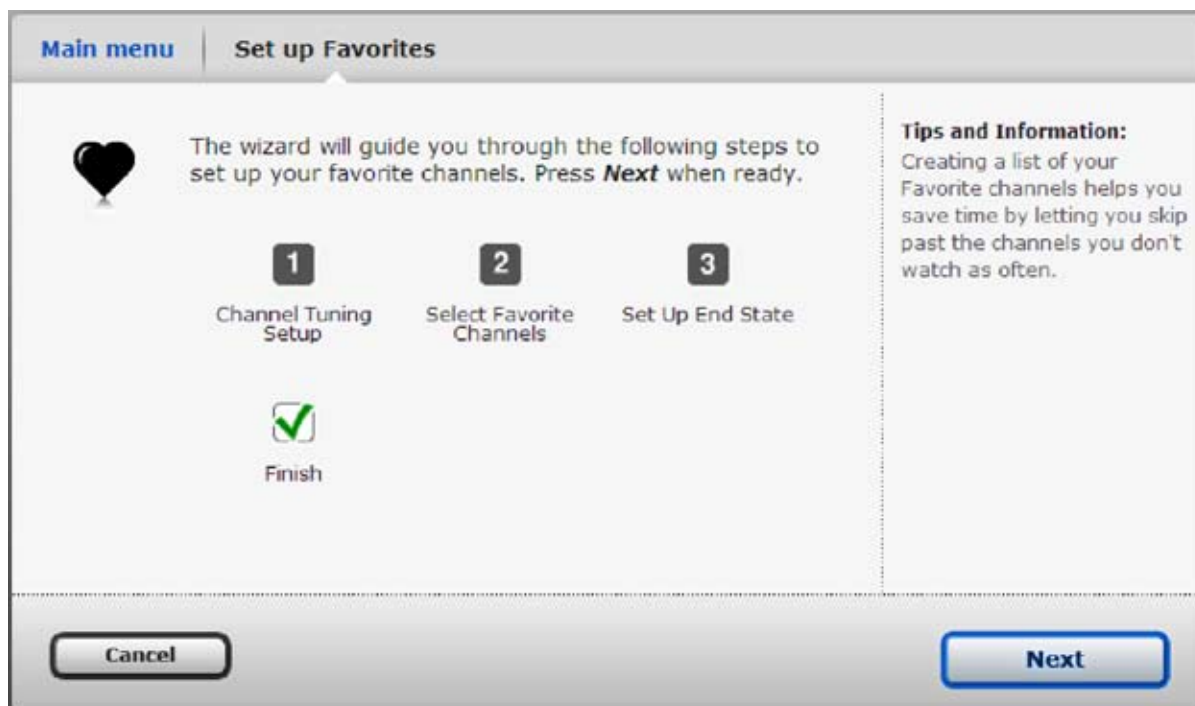 Main menu
Set up Favorites
The wizard will guide you through the following steps to
set up your favorite channels. Press Next when ready.
1
2
3
Channel Tuning
Setup
Select Favorite
Channels
Set Up End State
Finish
Tips and Information:
Creating a list of your
Favorite channels helps you
save time by letting you skip
past the channels you don't
watch as often.
Cancel
Next